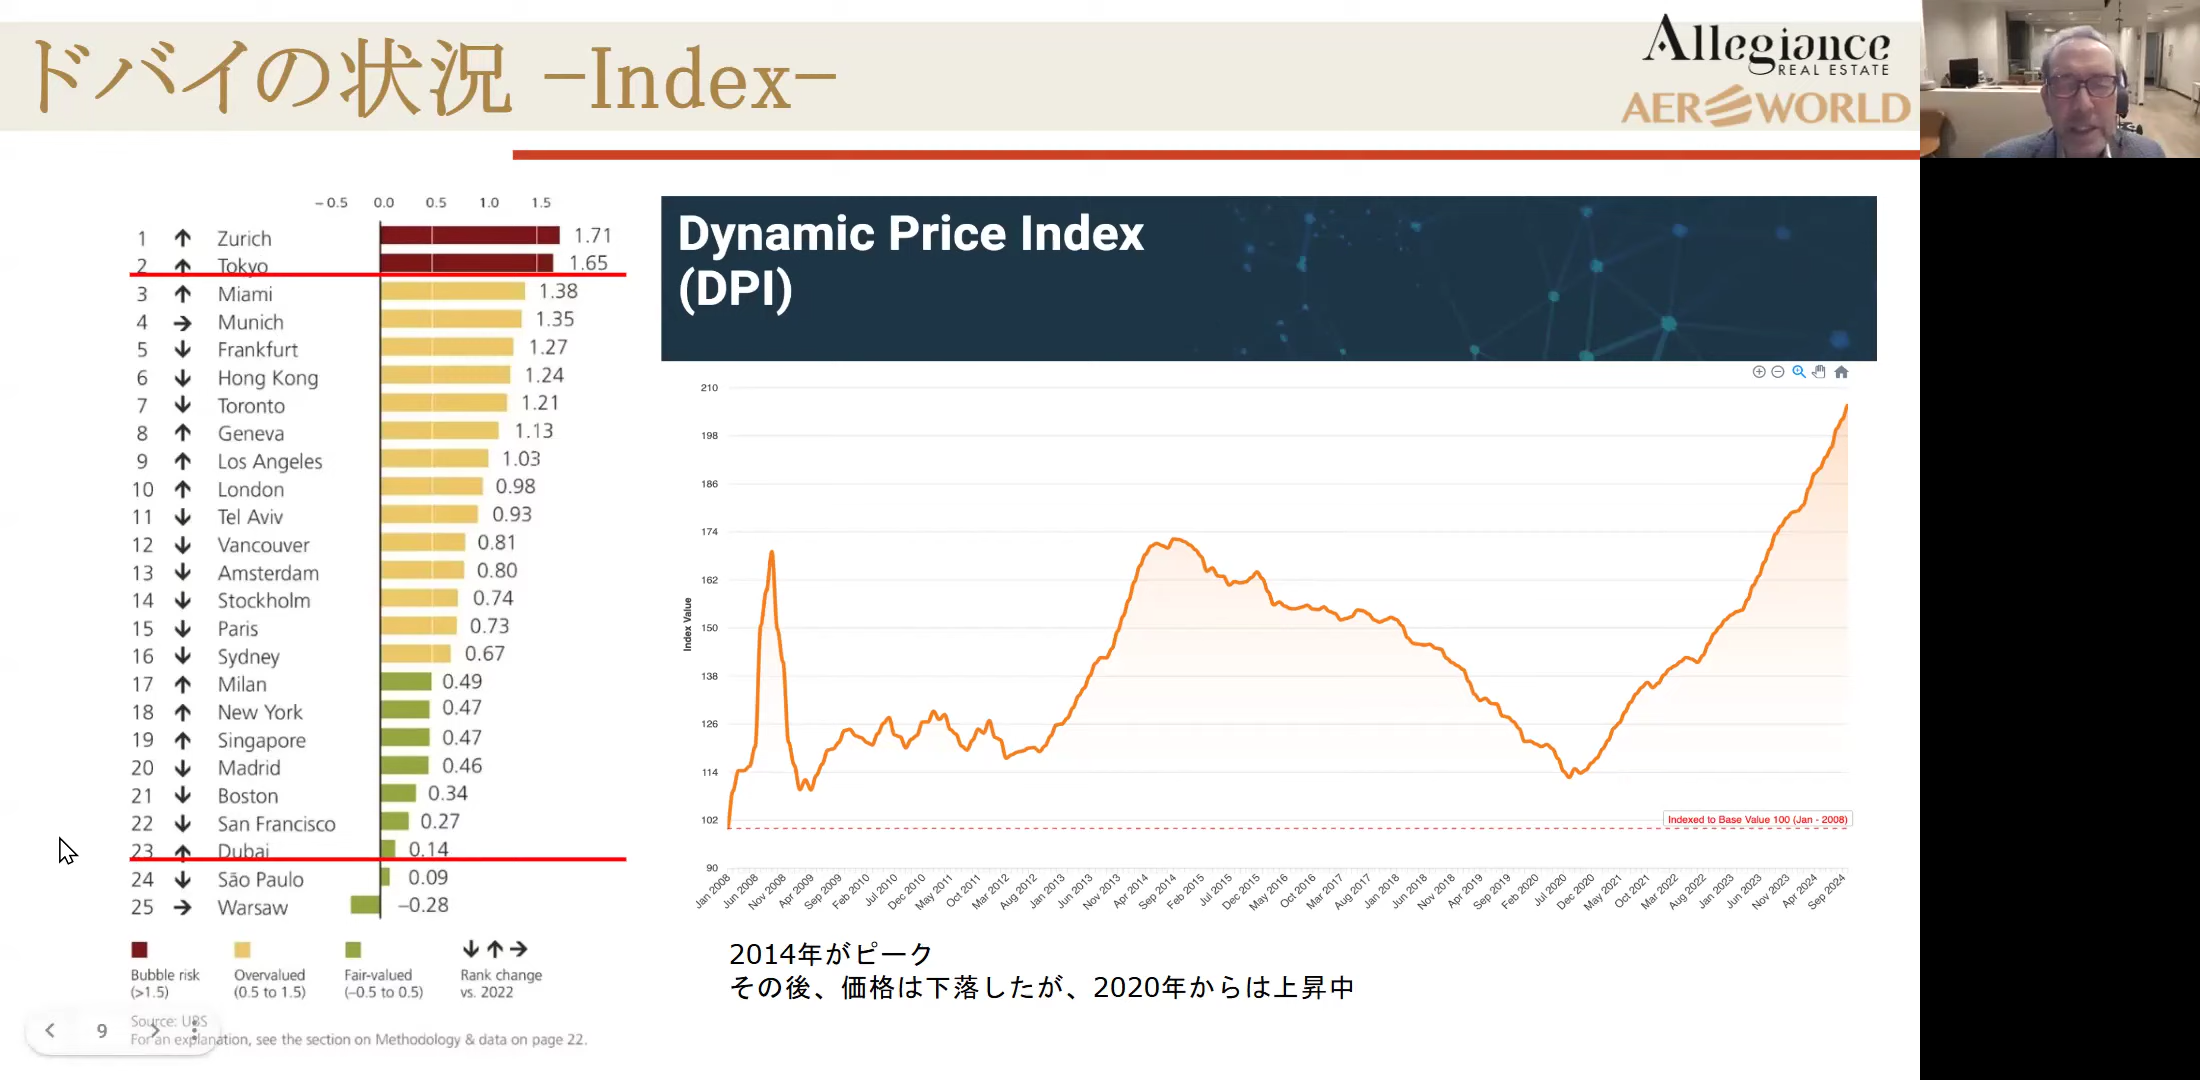 ドバイの状況 −Index−
Allegiance
REAL ESTATE
AEROWORLD
−0.5 0.0 0.5 1.0 1.5
1 ↑ Zurich 1.71
2 ↑ Tokyo 1.65
3 ↑ Miami 1.38
4 → Munich 1.35
5 ↓ Frankfurt 1.27
6 ↓ Hong Kong 1.24
7 ↓ Toronto 1.21
8 ↑ Geneva 1.13
9 ↑ Los Angeles 1.03
10 ↑ London 0.98
11 ↓ Tel Aviv 0.93
12 ↓ Vancouver 0.81
13 ↓ Amsterdam 0.80
14 ↓ Stockholm 0.74
15 ↓ Paris 0.73
16 ↓ Sydney 0.67
17 ↑ Milan 0.49
18 ↑ New York 0.47
19 ↑ Singapore 0.47
20 ↓ Madrid 0.46
21 ↓ Boston 0.34
22 ↓ San Francisco 0.27
23 ↑ Dubai 0.14
24 ↓ São Paulo 0.09
25 → Warsaw −0.28
Bubble risk
(>1.5)
Overvalued
(0.5 to 1.5)
Fair-valued
(−0.5 to 0.5)
↓ ↑ →
Rank change
vs. 2022
Source: UBS
For an explanation, see the section on Methodology & data on page 22.
9
Dynamic Price Index
(DPI)
210
198
186
174
162
150
138
126
114
102
90
Index Value
Indexed to Base Value 100 (Jan - 2008)
Jan 2008 Jun 2008 Nov 2008 Apr 2009 Sep 2009 Feb 2010 Jul 2010 Dec 2010 May 2011 Oct 2011 Mar 2012 Aug 2012 Jan 2013 Jun 2013 Nov 2013 Apr 2014 Sep 2014 Feb 2015 Jul 2015 Dec 2015 May 2016 Oct 2016 Mar 2017 Aug 2017 Jan 2018 Jun 2018 Nov 2018 Apr 2019 Sep 2019 Feb 2020 Jul 2020 Dec 2020 May 2021 Oct 2021 Mar 2022 Aug 2022 Jan 2023 Jun 2023 Nov 2023 Apr 2024 Sep 2024
2014年がピーク
その後、価格は下落したが、2020年からは上昇中